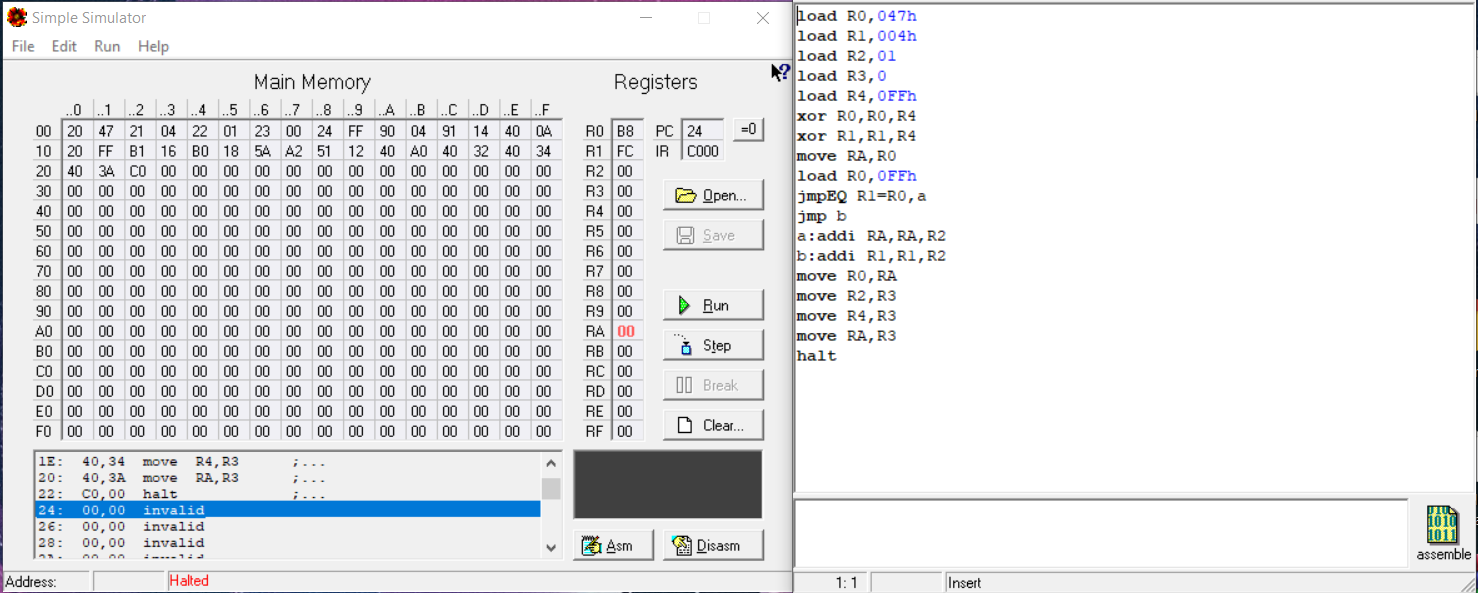 Simple Simulator
File Edit Run Help
Main Memory
Registers
..0 ..1 ..2 ..3 ..4 ..5 ..6 ..7 ..8 ..9 ..A ..B ..C ..D ..E ..F
00 20 47 21 04 22 01 23 00 24 FF 90 04 91 14 40 0A
10 20 FF B1 16 B0 18 5A A2 51 12 40 A0 40 32 40 34
20 40 3A C0 00 00 00 00 00 00 00 00 00 00 00 00 00
30 00 00 00 00 00 00 00 00 00 00 00 00 00 00 00 00
40 00 00 00 00 00 00 00 00 00 00 00 00 00 00 00 00
50 00 00 00 00 00 00 00 00 00 00 00 00 00 00 00 00
60 00 00 00 00 00 00 00 00 00 00 00 00 00 00 00 00
70 00 00 00 00 00 00 00 00 00 00 00 00 00 00 00 00
80 00 00 00 00 00 00 00 00 00 00 00 00 00 00 00 00
90 00 00 00 00 00 00 00 00 00 00 00 00 00 00 00 00
A0 00 00 00 00 00 00 00 00 00 00 00 00 00 00 00 00
B0 00 00 00 00 00 00 00 00 00 00 00 00 00 00 00 00
C0 00 00 00 00 00 00 00 00 00 00 00 00 00 00 00 00
D0 00 00 00 00 00 00 00 00 00 00 00 00 00 00 00 00
E0 00 00 00 00 00 00 00 00 00 00 00 00 00 00 00 00
F0 00 00 00 00 00 00 00 00 00 00 00 00 00 00 00 00
R0 B8
R1 FC
R2 00
R3 00
R4 00
R5 00
R6 00
R7 00
R8 00
R9 00
RA 00
RB 00
RC 00
RD 00
RE 00
RF 00
PC 24 =0
IR C000
Open...
Save
Run
Step
Break
Clear...
1E: 40,34 move R4,R3 ;...
20: 40,3A move RA,R3 ;...
22: C0,00 halt ;...
24: 00,00 invalid
26: 00,00 invalid
28: 00,00 invalid
Asm
Disasm
Address:
Halted
load R0,047h
load R1,004h
load R2,01
load R3,0
load R4,0FFh
xor R0,R0,R4
xor R1,R1,R4
move RA,R0
load R0,0FFh
jmpEQ R1=R0,a
jmp b
a:addi RA,RA,R2
b:addi R1,R1,R2
move R0,RA
move R2,R3
move R4,R3
move RA,R3
halt
assemble
1: 1
Insert